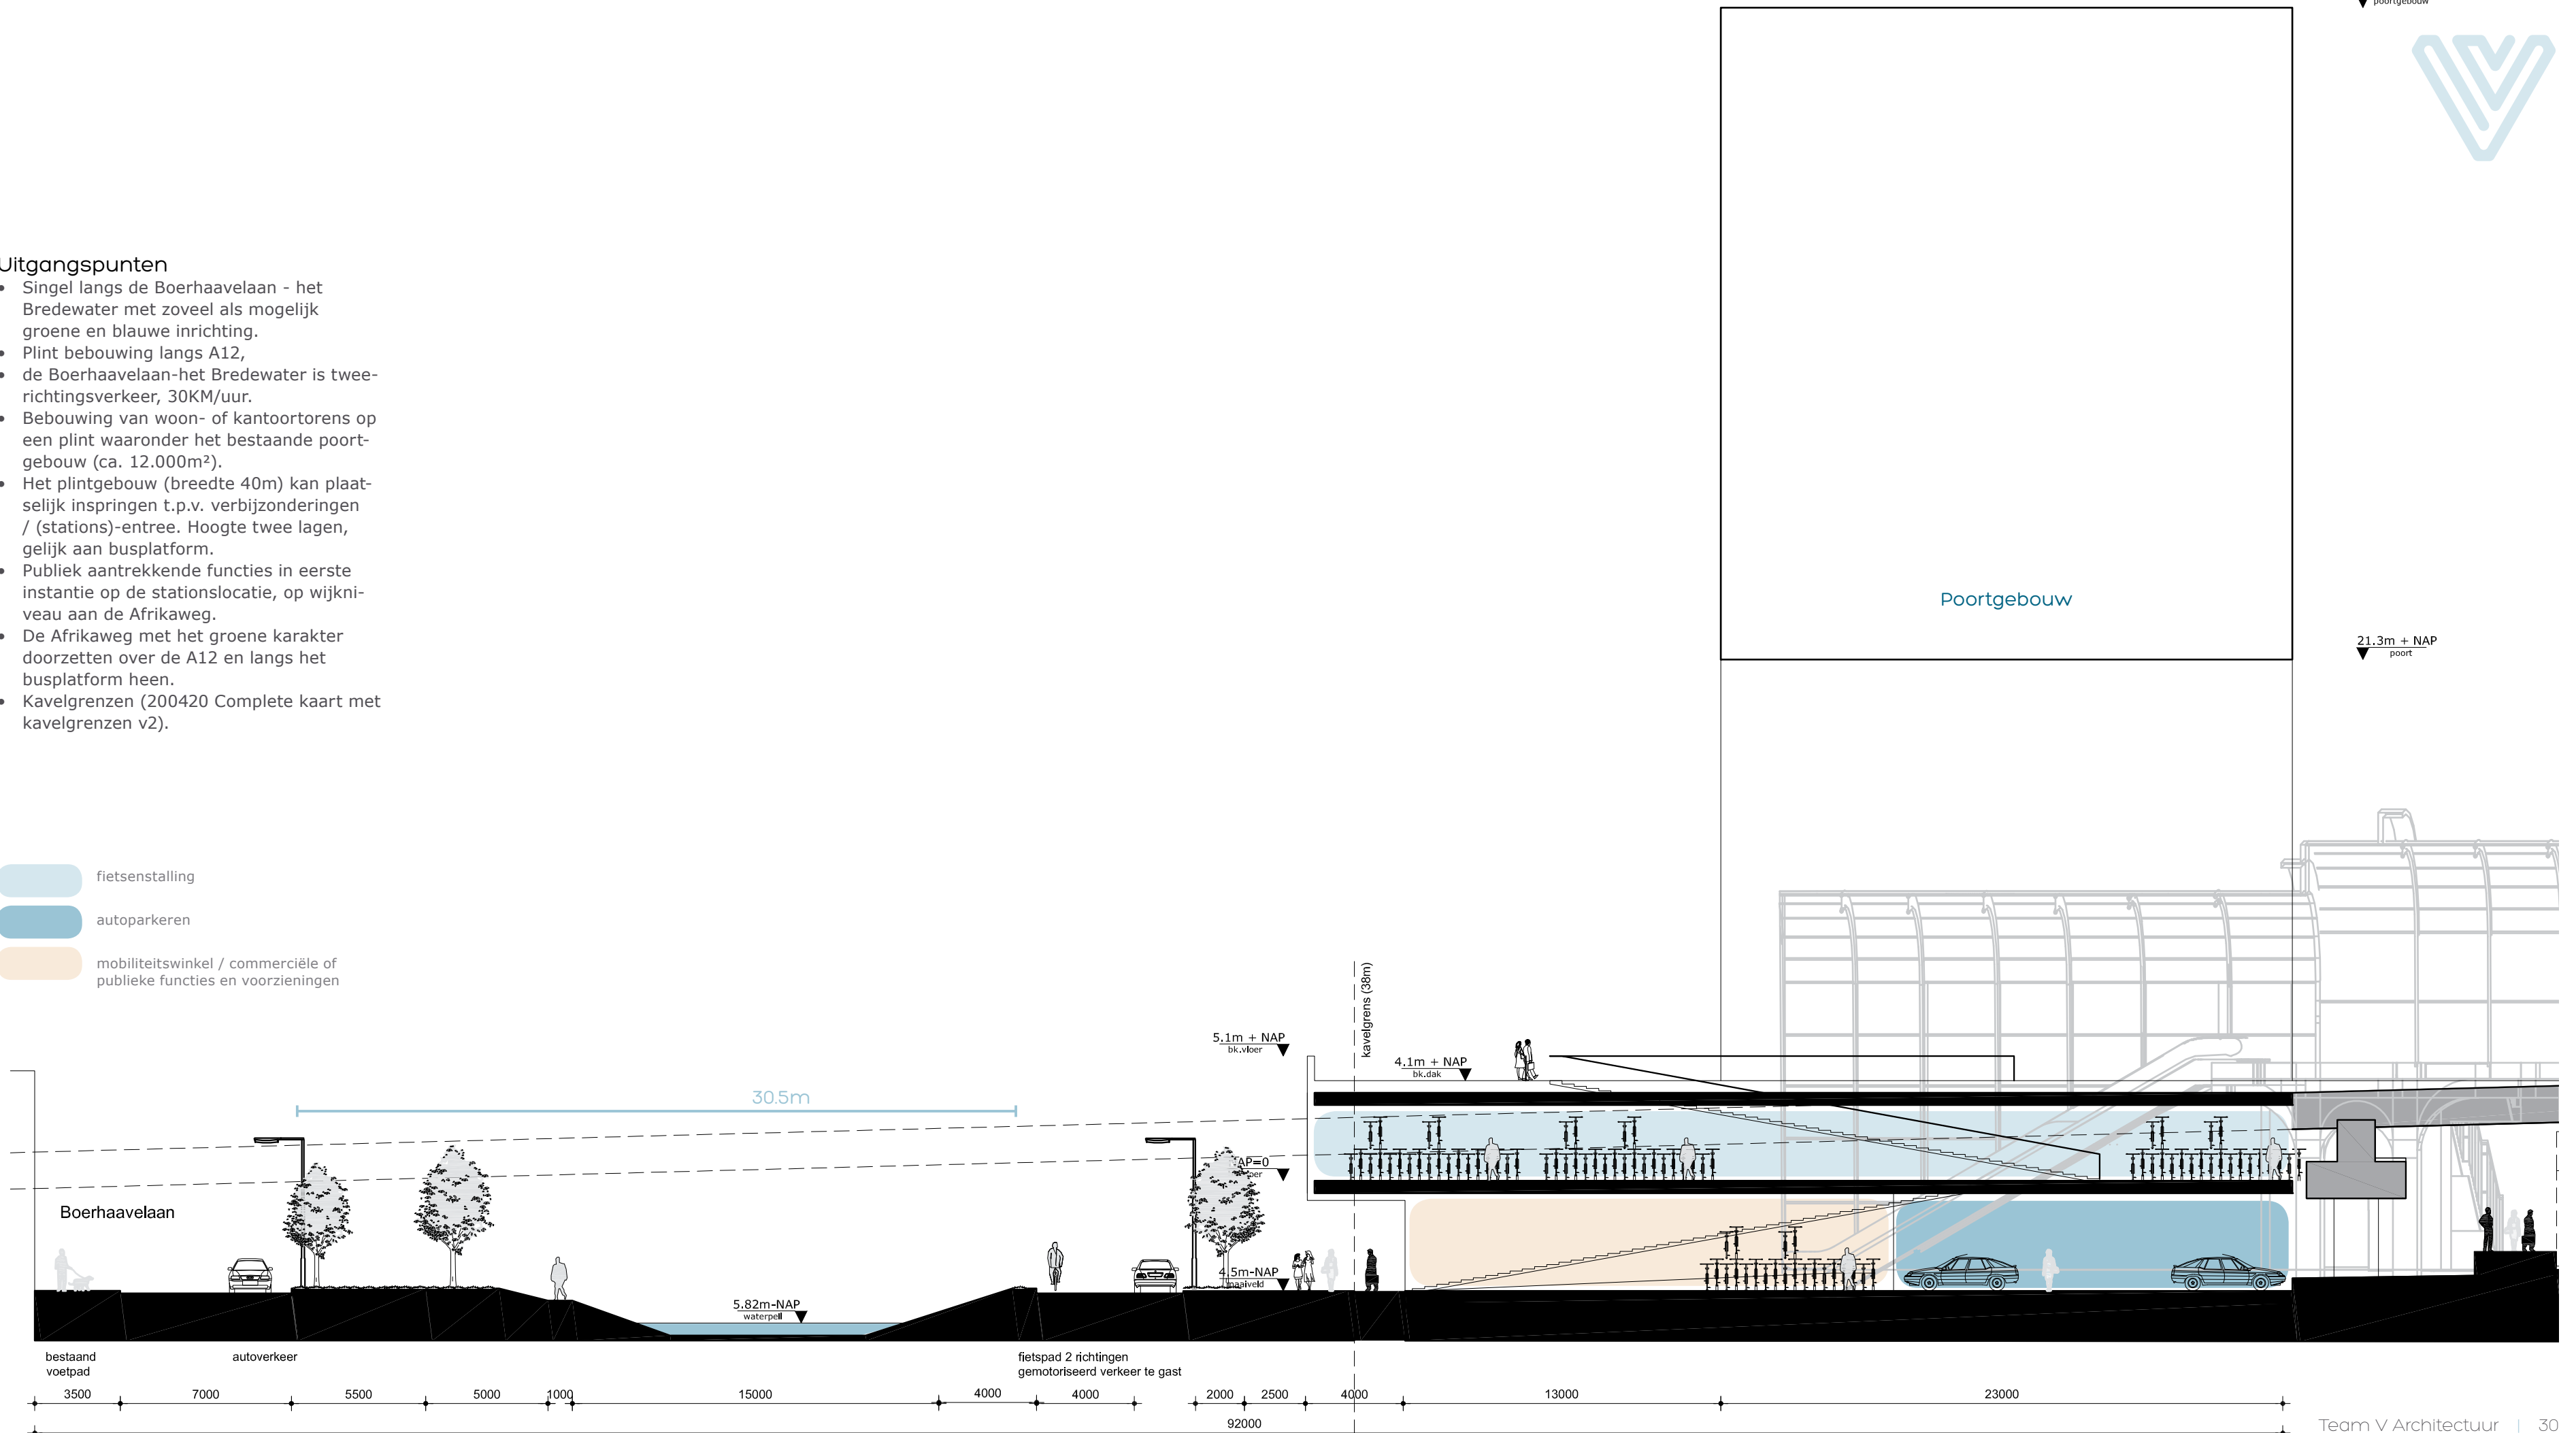 poortgebouw
Uitgangspunten
• Singel langs de Boerhaavelaan - het
Bredewater met zoveel als mogelijk
groene en blauwe inrichting.
• Plint bebouwing langs A12,
• de Boerhaavelaan-het Bredewater is twee-
richtingsverkeer, 30KM/uur.
• Bebouwing van woon- of kantoortorens op
een plint waaronder het bestaande poort-
gebouw (ca. 12.000m²).
• Het plintgebouw (breedte 40m) kan plaat-
selijk inspringen t.p.v. verbijzonderingen
/ (stations)-entree. Hoogte twee lagen,
gelijk aan busplatform.
• Publiek aantrekkende functies in eerste
instantie op de stationslocatie, op wijkni-
veau aan de Afrikaweg.
• De Afrikaweg met het groene karakter
doorzetten over de A12 en langs het
busplatform heen.
• Kavelgrenzen (200420 Complete kaart met
kavelgrenzen v2).
Poortgebouw
21.3m + NAP
poort
fietsenstalling
autoparkeren
mobiliteitswinkel / commerciële of
publieke functies en voorzieningen
kavelgrens (38m)
5.1m + NAP
bk.vloer
4.1m + NAP
bk.dak
30.5m
AP=0
Boerhaavelaan
4.5m-NAP
maaiveld
5.82m-NAP
waterpeil
bestaand
voetpad
autoverkeer
fietspad 2 richtingen
gemotoriseerd verkeer te gast
3500 7000 5500 5000 1000 15000 4000 4000 2000 2500 4000 13000 23000
92000
Team V Architectuur | 30